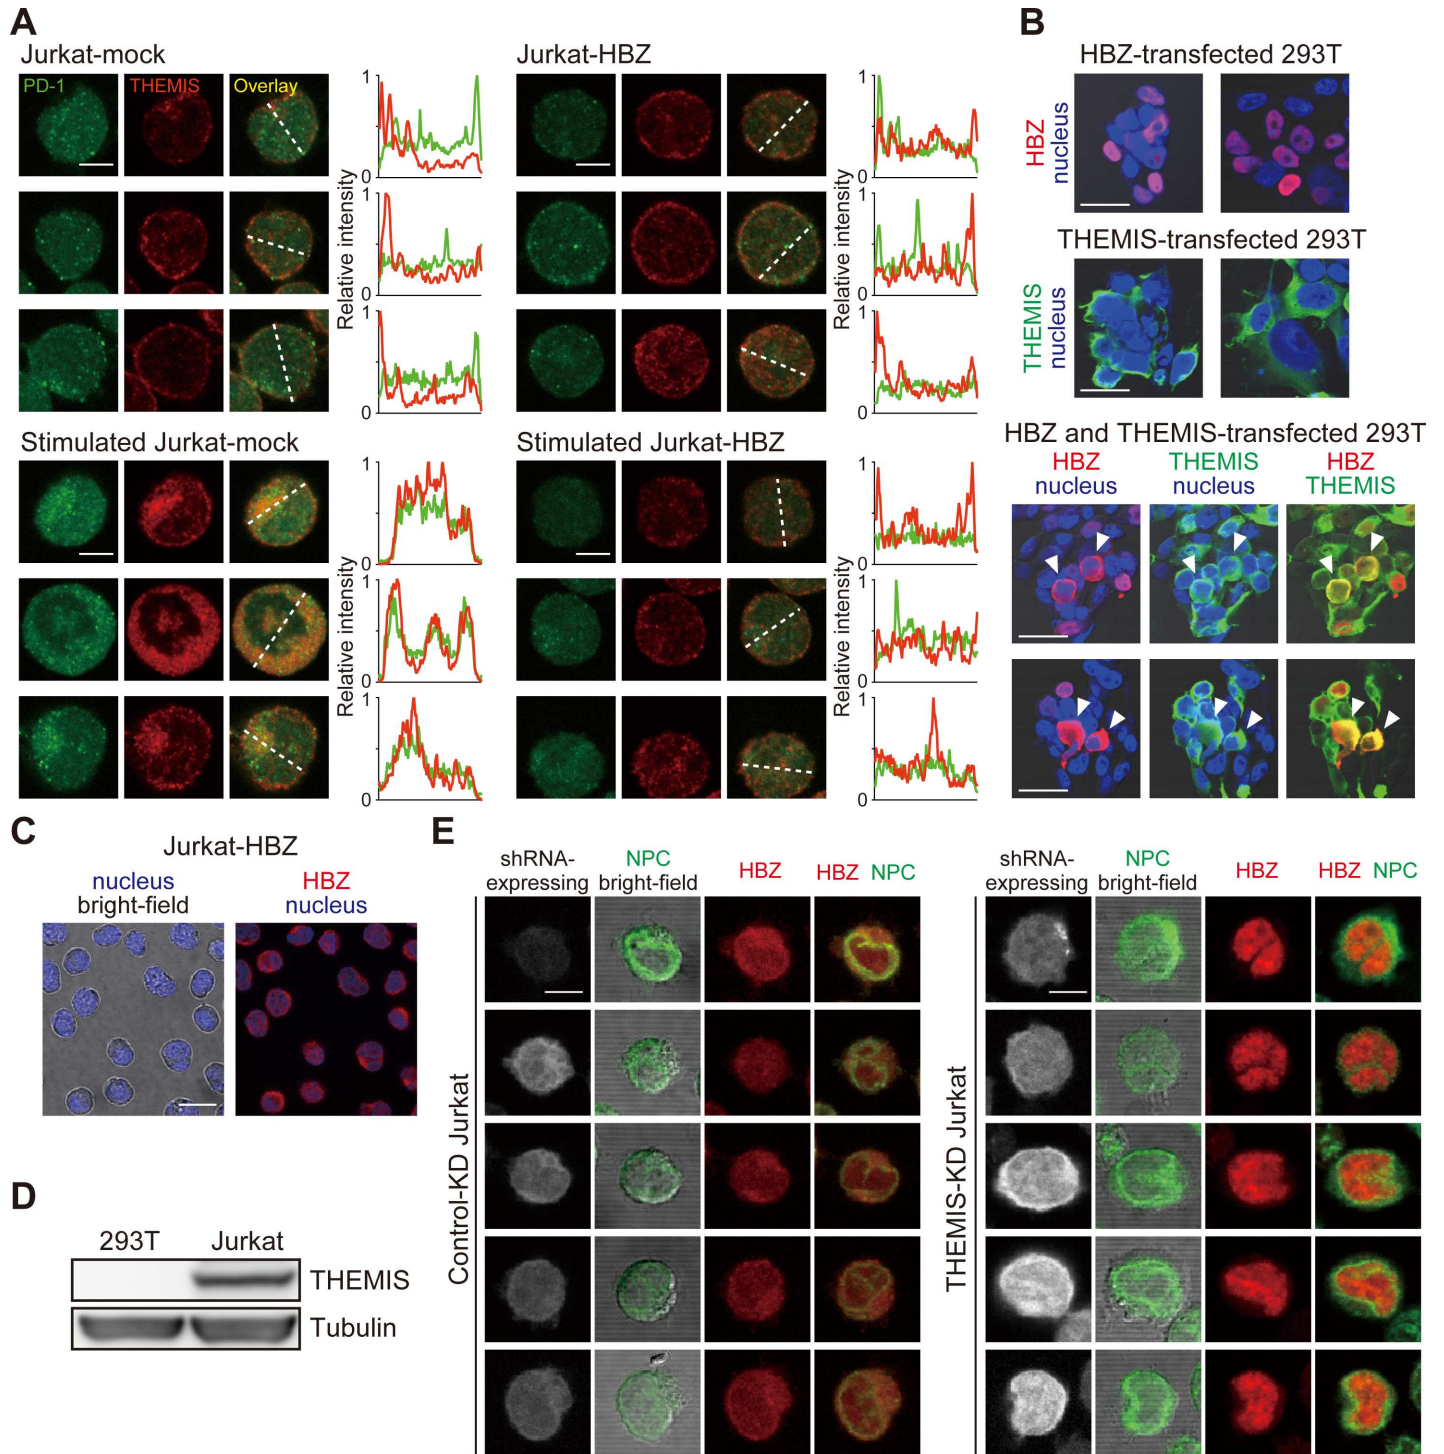 A
Jurkat-mock
PD-1 THEMIS Overlay
1
0
Relative intensity
1
0
1
0
Jurkat-HBZ
1
0
Relative intensity
1
0
1
0
Stimulated Jurkat-mock
1
0
Relative intensity
1
0
1
0
Stimulated Jurkat-HBZ
1
0
Relative intensity
1
0
1
0
B
HBZ-transfected 293T
HBZ
nucleus
THEMIS-transfected 293T
THEMIS
nucleus
HBZ and THEMIS-transfected 293T
HBZ
nucleus
THEMIS
nucleus
HBZ
THEMIS
C
Jurkat-HBZ
nucleus
bright-field
HBZ
nucleus
D
293T Jurkat
THEMIS
Tubulin
E
shRNA-
expressing
NPC
bright-field
HBZ
HBZ NPC
Control-KD Jurkat
shRNA-
expressing
NPC
bright-field
HBZ
HBZ NPC
THEMIS-KD Jurkat